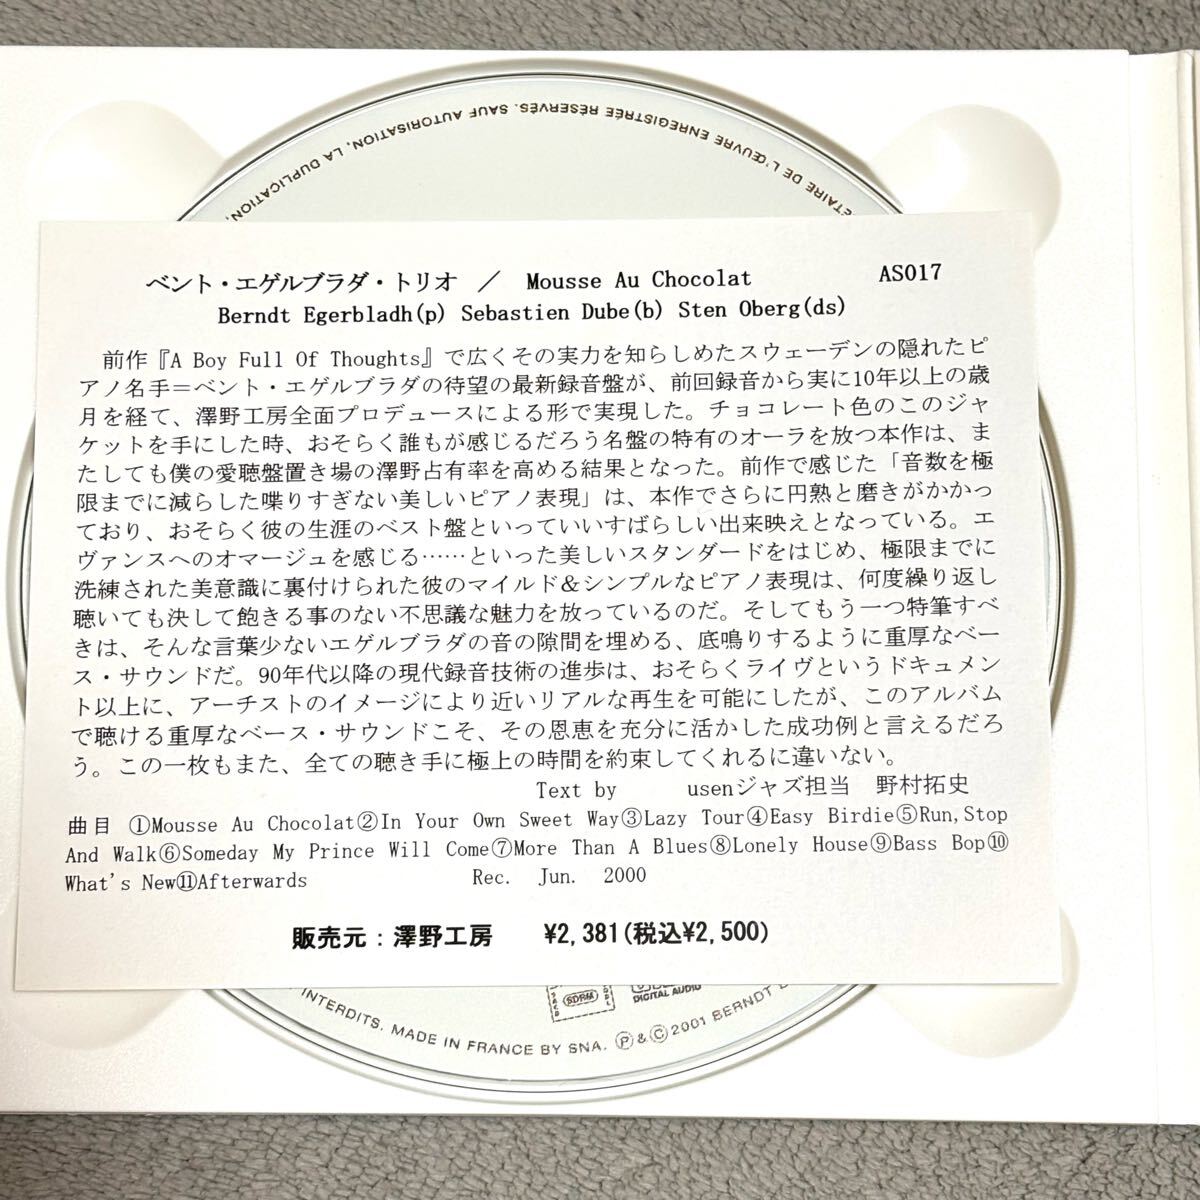 ÉTAIRE DE L'ŒUVRE ENREGISTRÉE RÉSERVÉS. SAUF AUTORISATION, LA DUPLICATION,
ベント・エゲルブラダ・トリオ ／ Mousse Au Chocolat AS017
Berndt Egerbladh(p) Sebastien Dube(b) Sten Oberg(ds)
前作『A Boy Full Of Thoughts』で広くその実力を知らしめたスウェーデンの隠れたピ
アノ名手＝ベント・エゲルブラダの待望の最新録音盤が、前回録音から実に10年以上の歳
月を経て、澤野工房全面プロデュースによる形で実現した。チョコレート色のこのジャ
ケットを手にした時、おそらく誰もが感じるだろう名盤の特有のオーラを放つ本作は、ま
たしても僕の愛聴盤置き場の澤野占有率を高める結果となった。前作で感じた「音数を極
限までに減らした喋りすぎない美しいピアノ表現」は、本作でさらに円熟と磨きがかかっ
ており、おそらく彼の生涯のベスト盤といっていいすばらしい出来映えとなっている。エ
ヴァンスへのオマージュを感じる……といった美しいスタンダードをはじめ、極限までに
洗練された美意識に裏付けられた彼のマイルド＆シンプルなピアノ表現は、何度繰り返し
聴いても決して飽きる事のない不思議な魅力を放っているのだ。そしてもう一つ特筆すべ
きは、そんな言葉少ないエゲルブラダの音の隙間を埋める、底鳴りするように重厚なベー
ス・サウンドだ。90年代以降の現代録音技術の進歩は、おそらくライヴというドキュメン
ト以上に、アーチストのイメージにより近いリアルな再生を可能にしたが、このアルバム
で聴ける重厚なベース・サウンドこそ、その恩恵を充分に活かした成功例と言えるだろ
う。この一枚もまた、全ての聴き手に極上の時間を約束してくれるに違いない。
Text by usenジャズ担当 野村拓史
曲目 ①Mousse Au Chocolat②In Your Own Sweet Way③Lazy Tour④Easy Birdie⑤Run,Stop
And Walk⑥Someday My Prince Will Come⑦More Than A Blues⑧Lonely House⑨Bass Bop⑩
What's New⑪Afterwards Rec. Jun. 2000
販売元：澤野工房 ¥2,381(税込¥2,500)
SDRM
DIGITAL AUDIO
INTERDITS. MADE IN FRANCE BY SNA. Ⓟ & © 2001 BERNDT